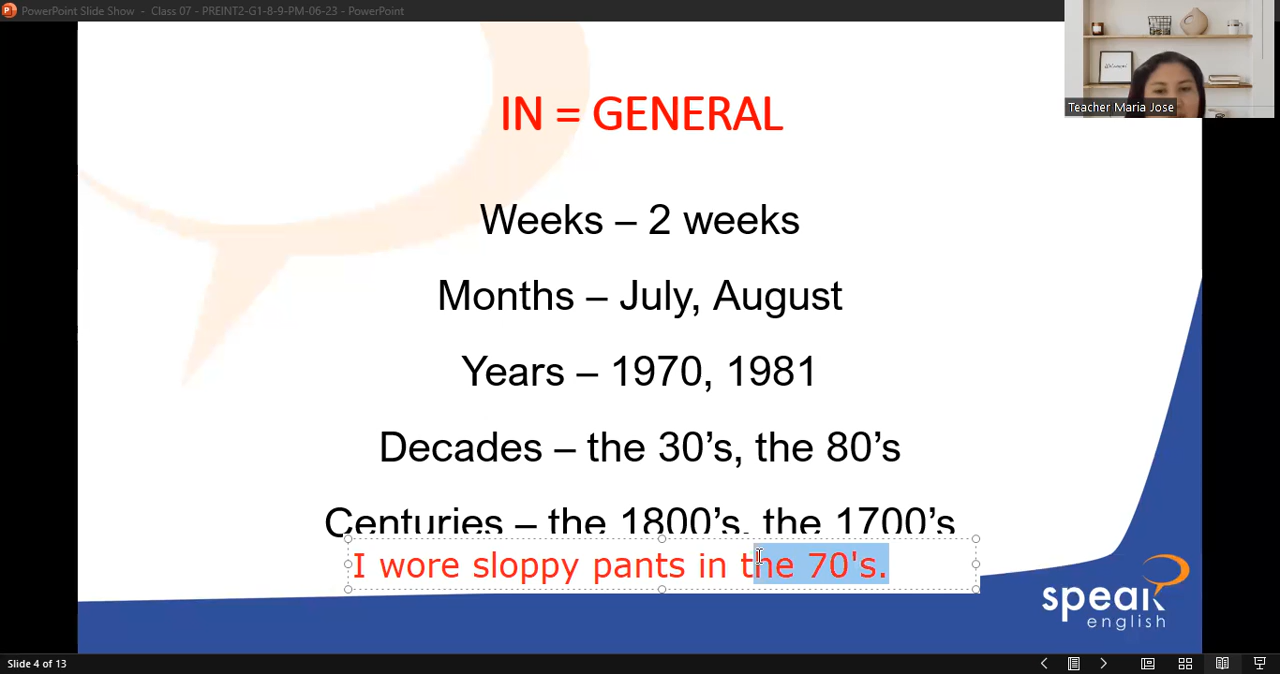 PowerPoint Slide Show - Class 07 - PREINT2-G1-8-9-PM-06-23 - PowerPoint
Teacher Maria Jose
IN = GENERAL
Weeks – 2 weeks
Months – July, August
Years – 1970, 1981
Decades – the 30’s, the 80’s
Centuries – the 1800’s, the 1700’s
I wore sloppy pants in the 70's.
speak
english
Slide 4 of 13